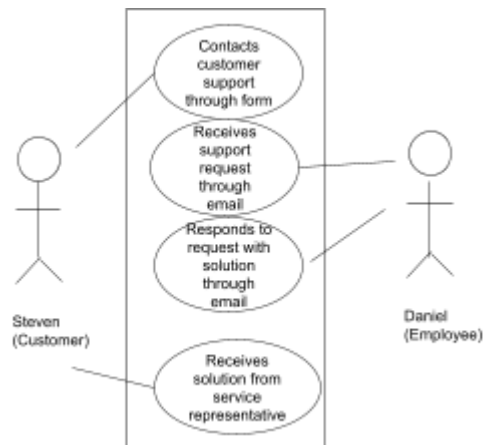 Contacts
customer
support
through form
Receives
support
request
through
email
Responds to
request with
solution
through
email
Steven
(Customer)
Daniel
(Employee)
Receives
solution from
service
representative